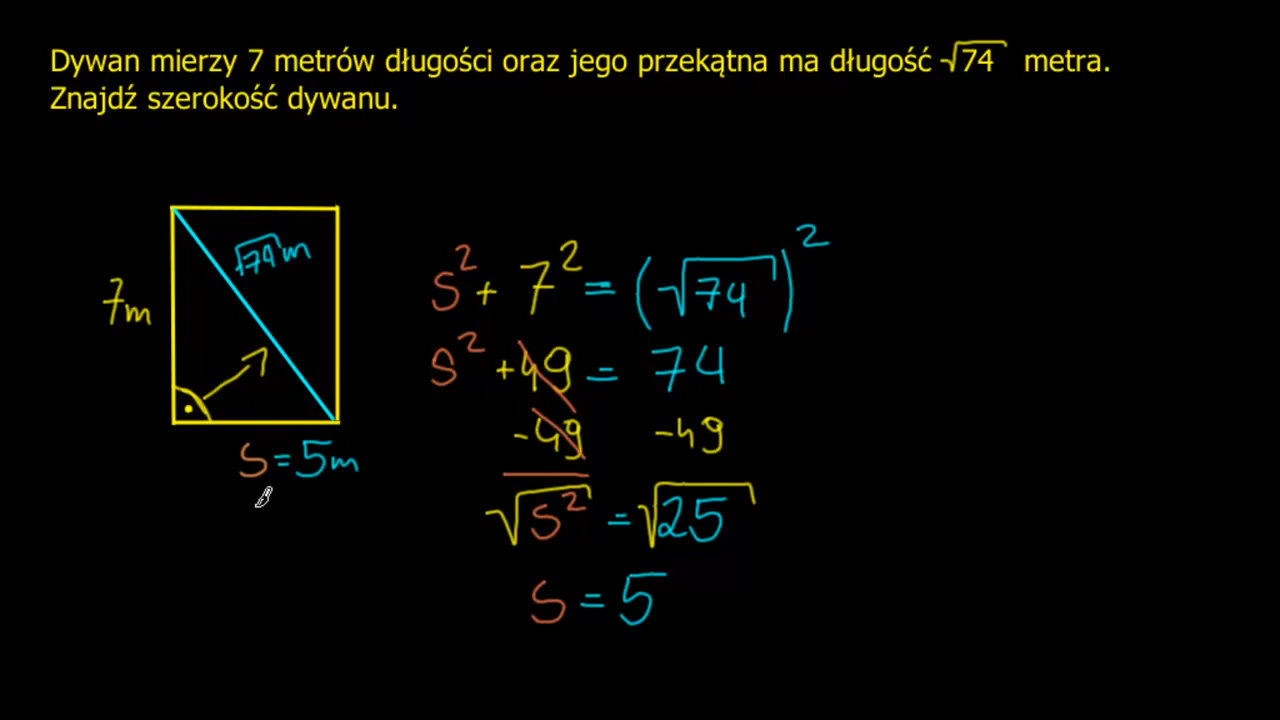 Dywan mierzy 7 metrów długości oraz jego przekątna ma długość √74 metra.
Znajdź szerokość dywanu.
√74 m
7m
S = 5m
S² + 7² = (√74)²
S² + 49 = 74
-49 -49
√S² = √25
S = 5